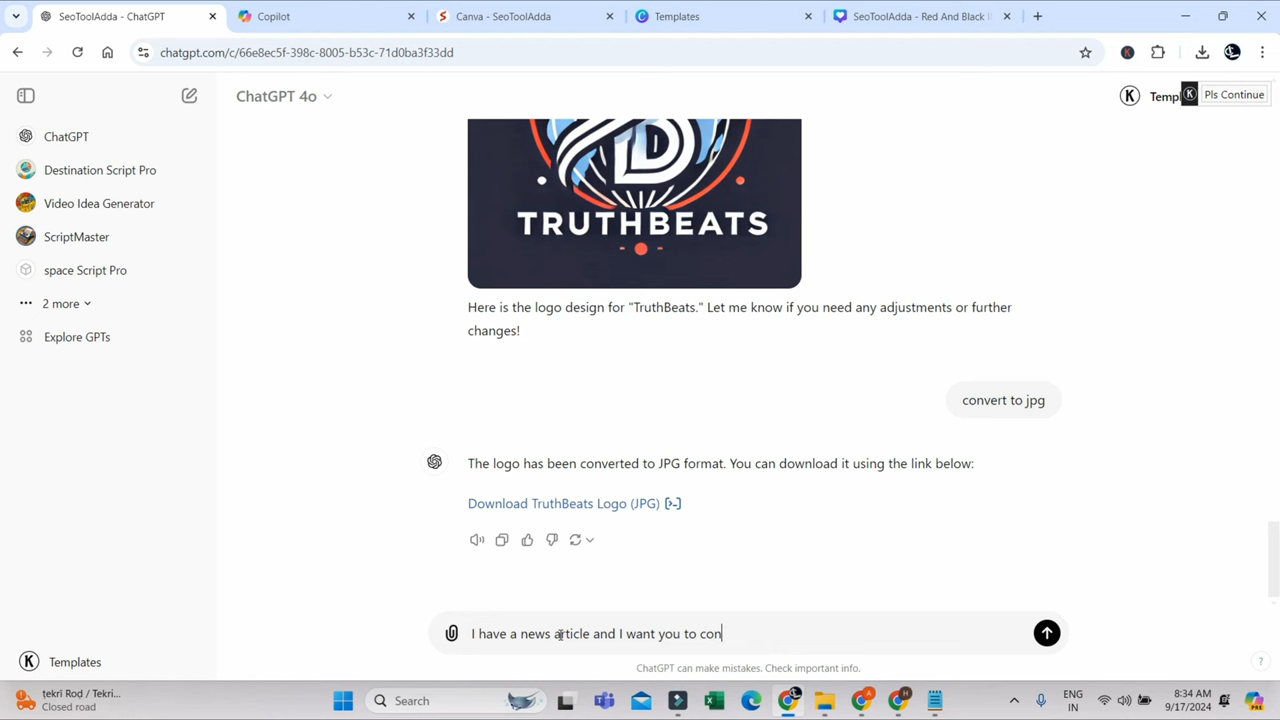 SeoToolAdda - ChatGPT
Copilot
Canva - SeoToolAdda
Templates
SeoToolAdda - Red And Black
chatgpt.com/c/66e8ec5f-398c-8005-b53c-71d0ba3f33dd
ChatGPT 4o
K
K Pls Continue
ChatGPT
Destination Script Pro
Video Idea Generator
ScriptMaster
space Script Pro
2 more
Explore GPTs
TRUTHBEATS
Here is the logo design for "TruthBeats." Let me know if you need any adjustments or further
changes!
convert to jpg
The logo has been converted to JPG format. You can download it using the link below:
Download TruthBeats Logo (JPG)
I have a news article and I want you to con
ChatGPT can make mistakes. Check important info.
K Templates
Closed road
Search
ENG
IN
8:34 AM
9/17/2024